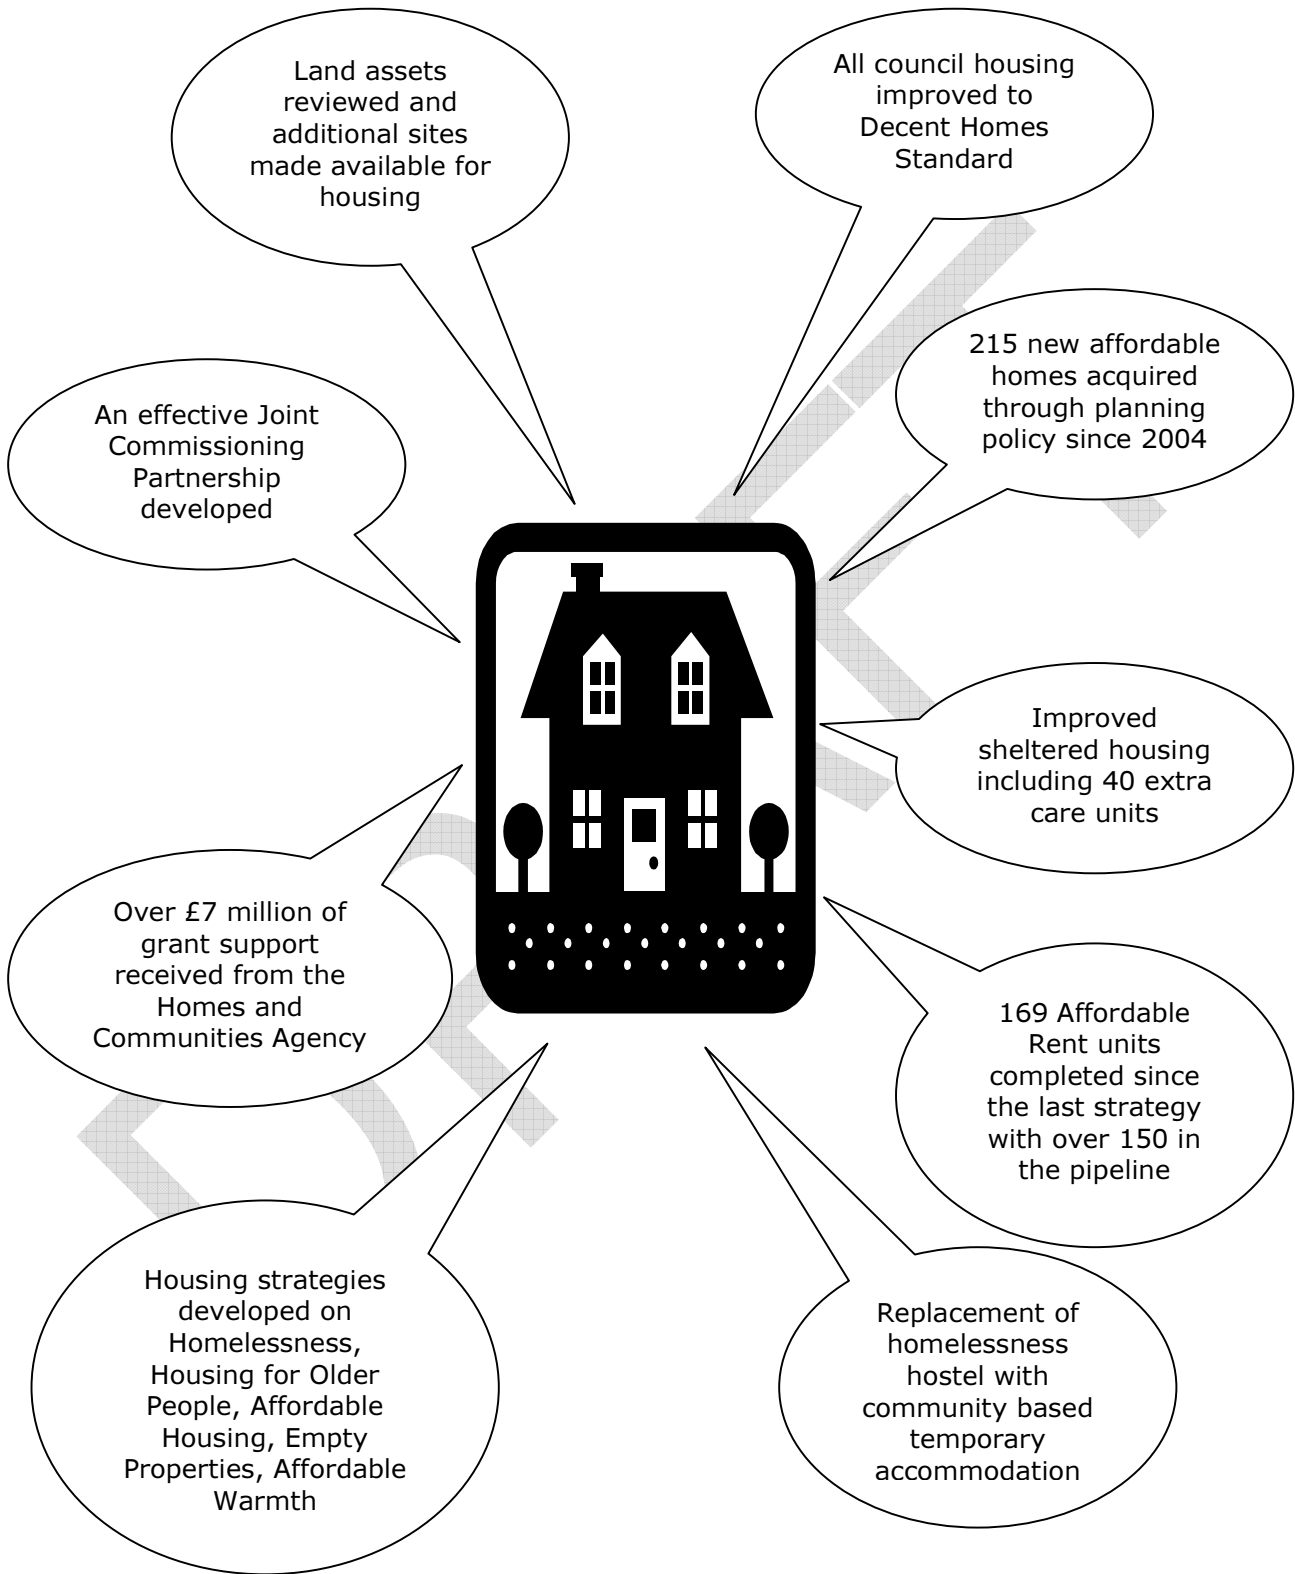 Land assets
reviewed and
additional sites
made available for
housing
All council housing
improved to
Decent Homes
Standard
215 new affordable
homes acquired
through planning
policy since 2004
An effective Joint
Commissioning
Partnership
developed
Improved
sheltered housing
including 40 extra
care units
Over £7 million of
grant support
received from the
Homes and
Communities Agency
169 Affordable
Rent units
completed since
the last strategy
with over 150 in
the pipeline
Housing strategies
developed on
Homelessness,
Housing for Older
People, Affordable
Housing, Empty
Properties, Affordable
Warmth
Replacement of
homelessness
hostel with
community based
temporary
accommodation